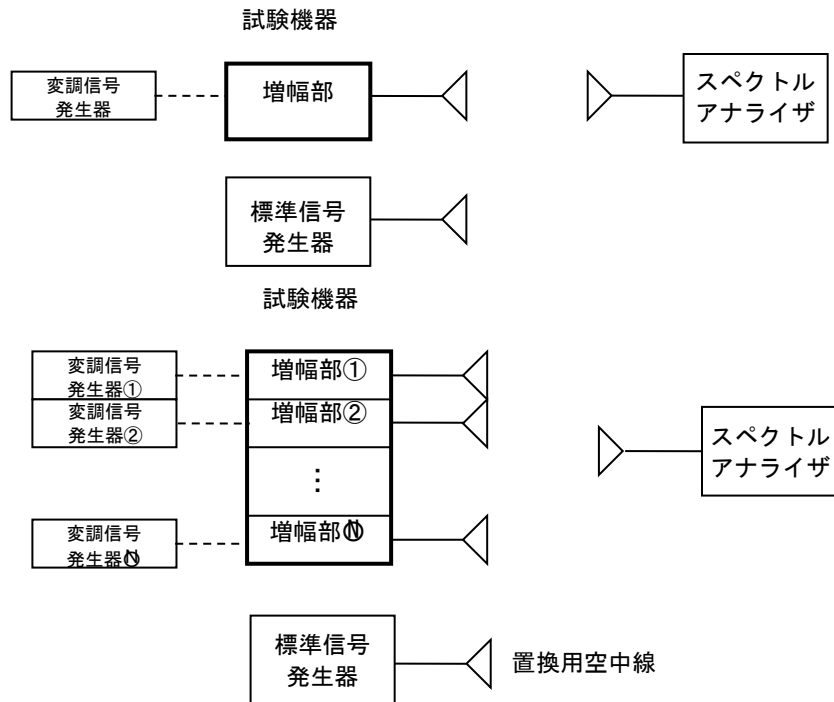 試験機器
変調信号
発生器
増幅部
スペクトル
アナライザ
標準信号
発生器
試験機器
変調信号
発生器①
増幅部①
変調信号
発生器②
増幅部②
スペクトル
アナライザ
⋮
変調信号
発生器Ⓝ
増幅部Ⓝ
標準信号
発生器
置換用空中線